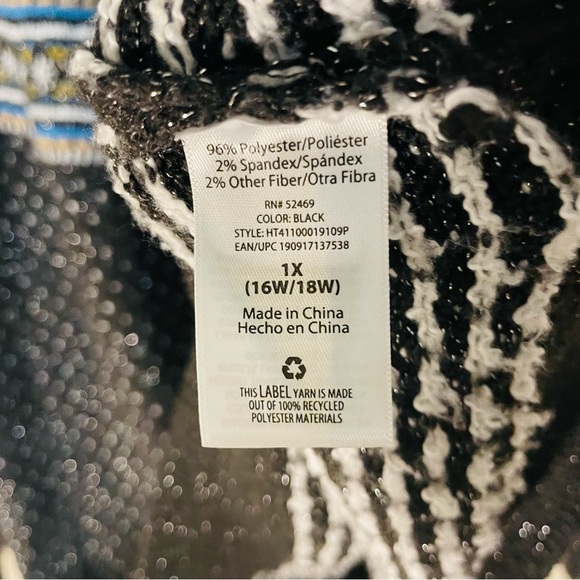 96% Polyester/Poliéster
2% Spandex/Spándex
2% Other Fiber/Otra Fibra
RN# 52469
COLOR: BLACK
STYLE: HT41100019109P
EAN/UPC 190917137538
1X
(16W/18W)
Made in China
Hecho en China
THIS LABEL YARN IS MADE
OUT OF 100% RECYCLED
POLYESTER MATERIALS